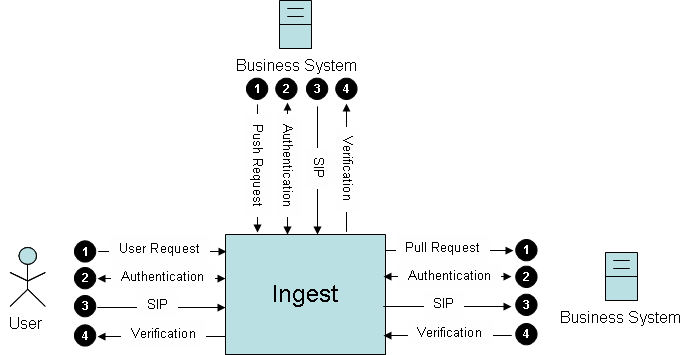 Business System
1 2 3 4
Push Request
Authentication
SIP
Verification
1 User Request
2 Authentication
3 SIP
4 Verification
User
Ingest
Pull Request 1
Authentication 2
SIP 3
Verification 4
Business System